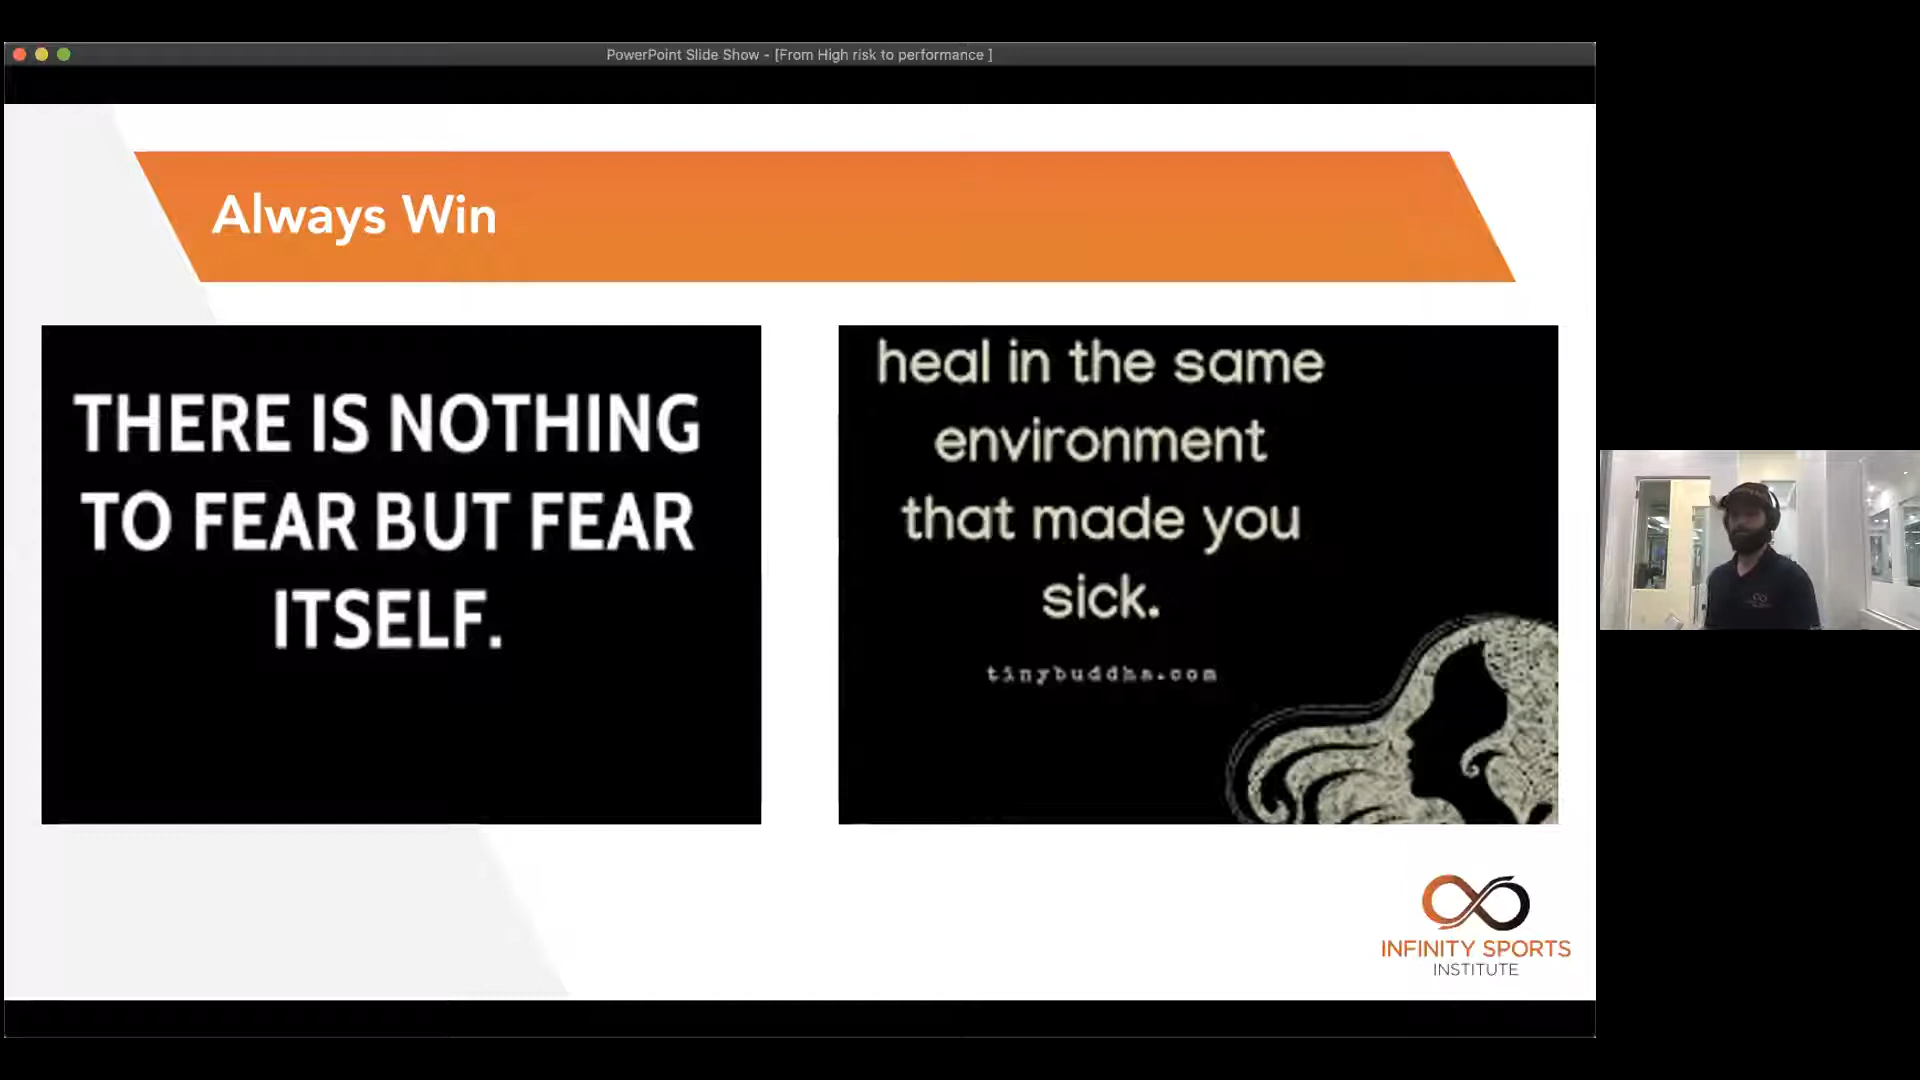 PowerPoint Slide Show - [From High risk to performance ]
Always Win
THERE IS NOTHING
TO FEAR BUT FEAR
ITSELF.
heal in the same
environment
that made you
sick.
tinybuddha.com
INFINITY SPORTS
INSTITUTE